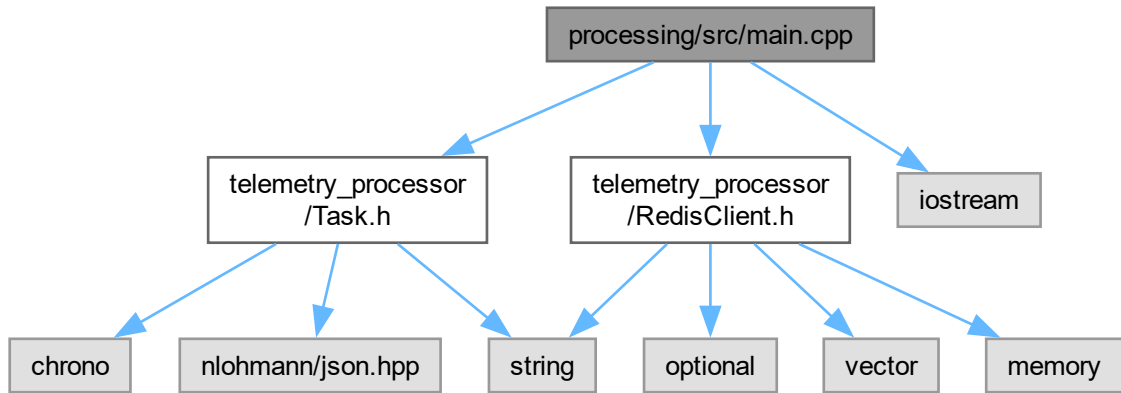 processing/src/main.cpp
telemetry_processor
/Task.h
telemetry_processor
/RedisClient.h
iostream
chrono
nlohmann/json.hpp
string
optional
vector
memory